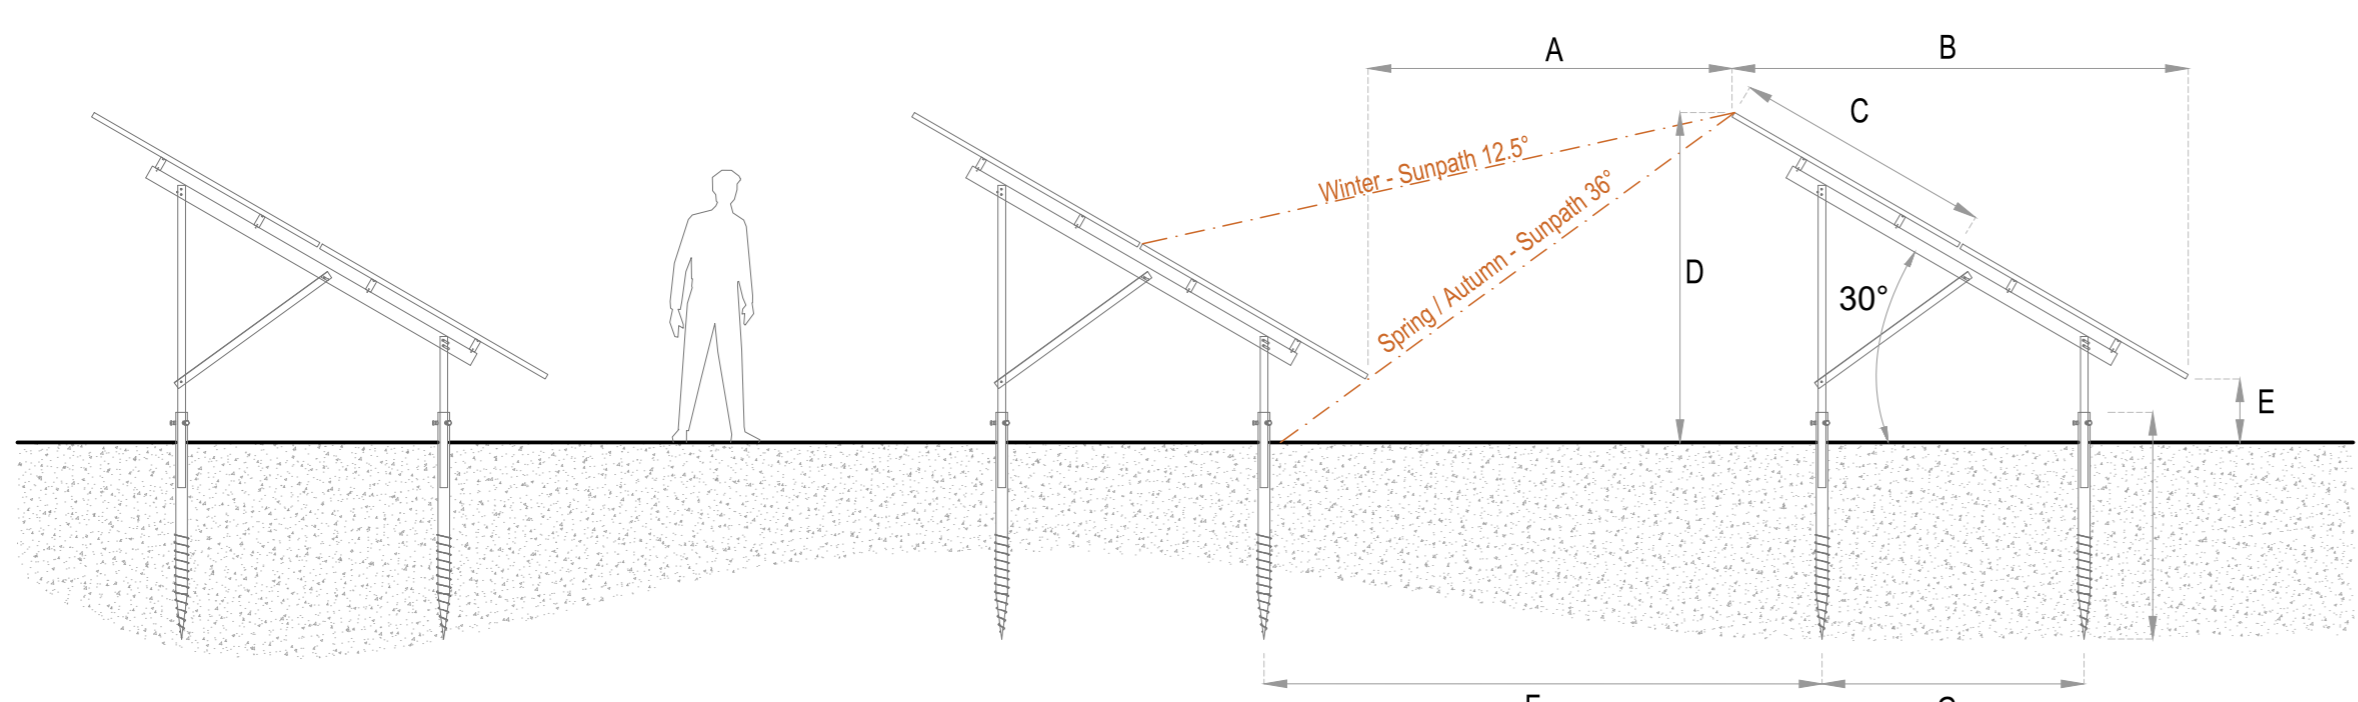 A
B
C
Winter - Sunpath 12.5°
Spring / Autumn - Sunpath 36°
D
30°
E